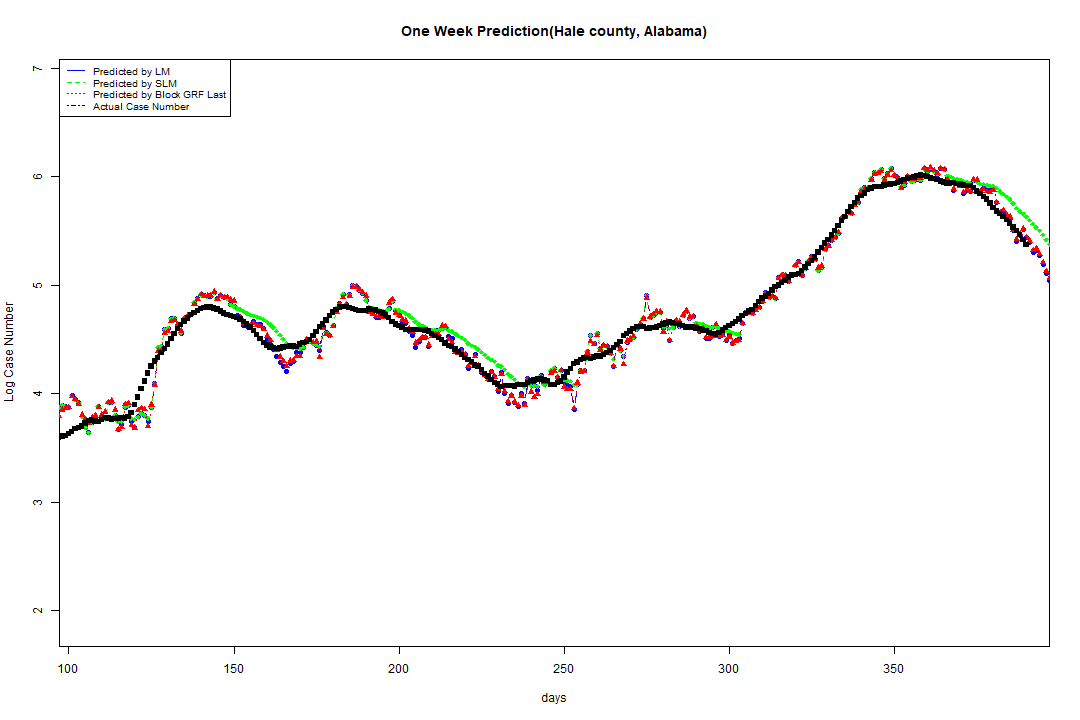 One Week Prediction(Hale county, Alabama)
Predicted by LM
Predicted by SLM
Predicted by Block GRF Last
Actual Case Number
7
6
5
4
3
2
Log Case Number
100 150 200 250 300 350
days